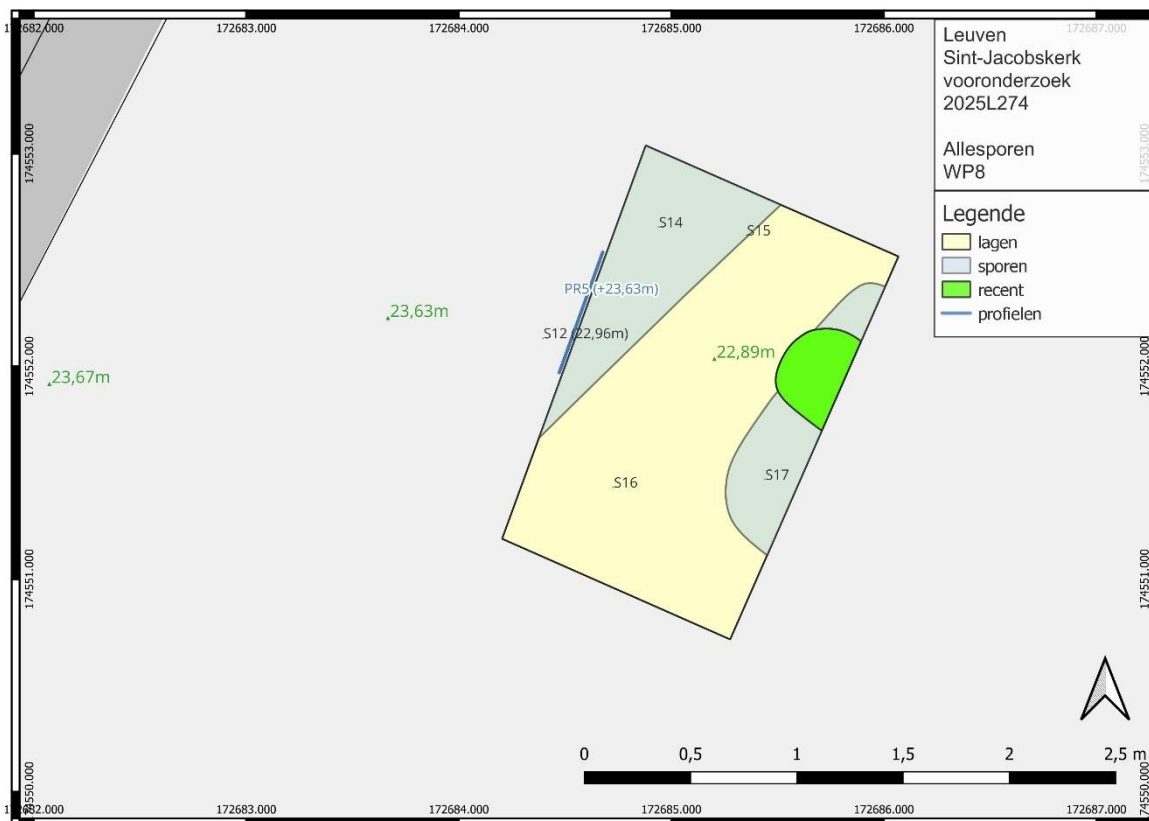 172682.000
172683.000
172684.000
172685.000
172686.000
172687.000
Leuven
Sint-Jacobskerk
vooronderzoek
2025L274
Allesporen
WP8
Legende
lagen
sporen
recent
profielen
174553.000
174553.000
S14
S15
PR5 (+23,63m)
23,63m
S12 (22,96m)
22,89m
23,67m
174552.000
174552.000
S17
S16
174551.000
174551.000
0 0,5 1 1,5 2 2,5 m
174550.000
174550.000
172682.000
172683.000
172684.000
172685.000
172686.000
172687.000